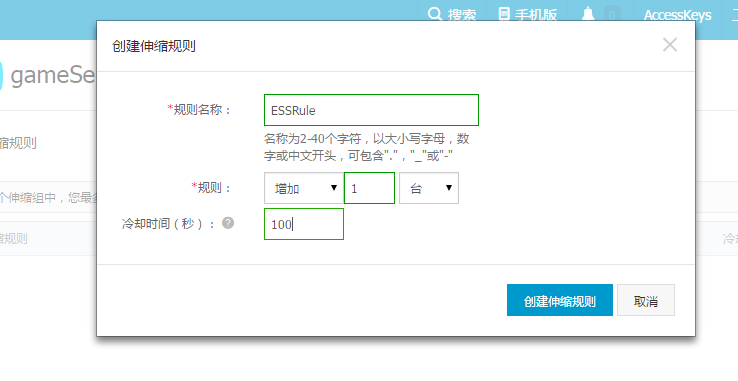 搜索 手机版 0 AccessKeys
创建伸缩规则
gameSe
*规则名称： ESSRule
名称为2-40个字符，以大小写字母，数
字或中文开头，可包含"."，"_"或"-"
缩规则
*规则： 增加 1 台
个伸缩组中，您最多
冷却时间（秒）： ? 100
缩规则
冷却
创建伸缩规则 取消